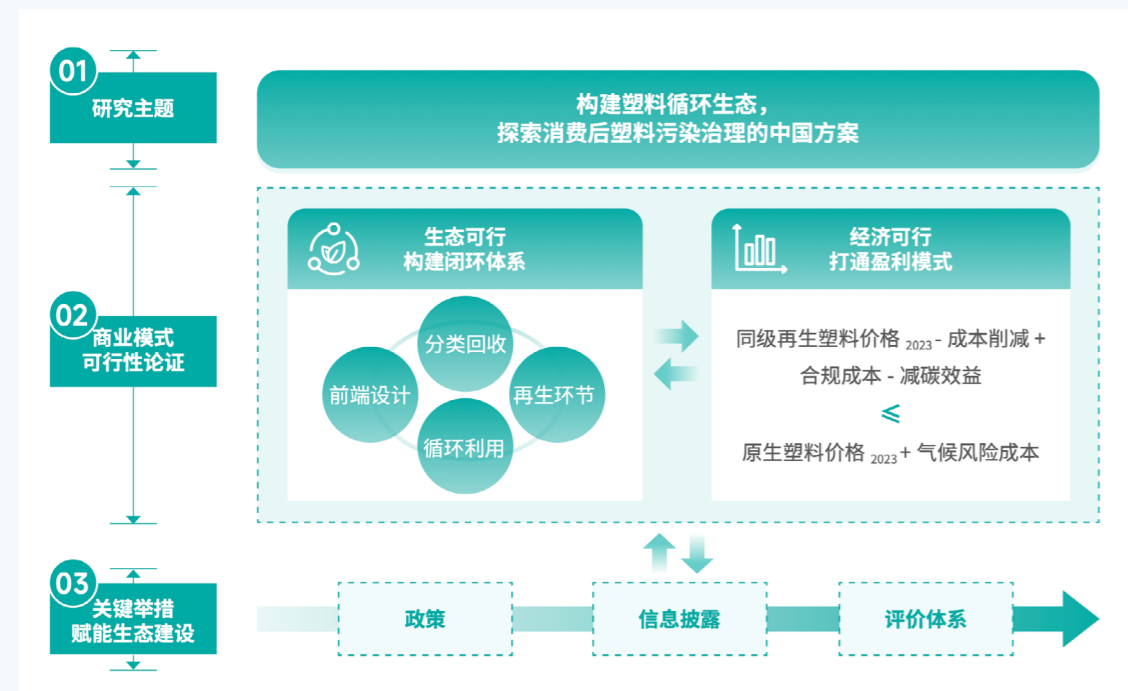 01
研究主题
构建塑料循环生态，
探索消费后塑料污染治理的中国方案
02
商业模式
可行性论证
生态可行
构建闭环体系
分类回收
前端设计
再生环节
循环利用
经济可行
打通盈利模式
同级再生塑料价格 2023 - 成本削减 +
合规成本 - 减碳效益
≤
原生塑料价格 2023 + 气候风险成本
03
关键举措
赋能生态建设
政策
信息披露
评价体系